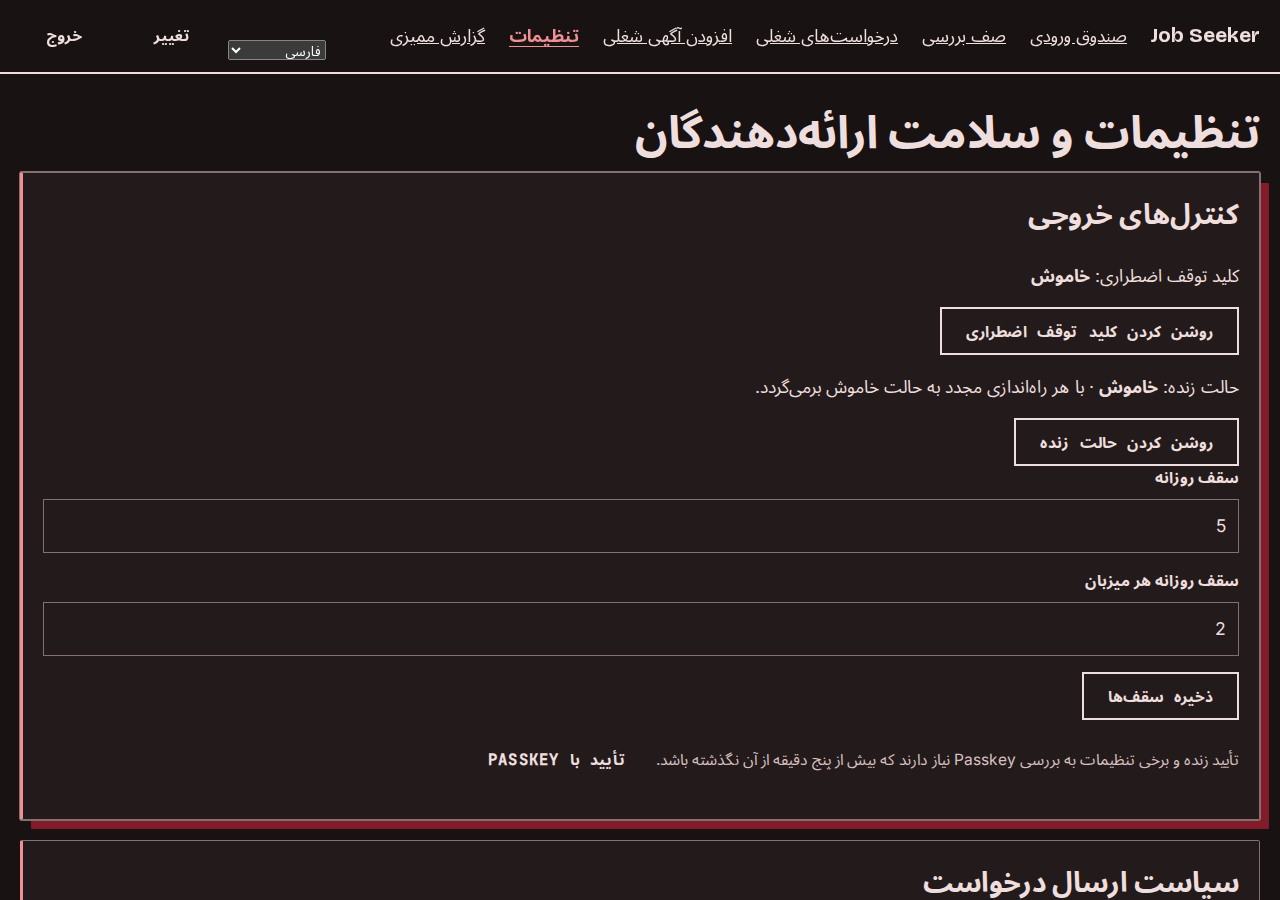 Job Seeker صندوق ورودی صف بررسی درخواست‌های شغلی افزودن آگهی شغلی تنظیمات گزارش ممیزی فارسی تغییر خروج
تنظیمات و سلامت ارائه‌دهندگان
کنترل‌های خروجی
کلید توقف اضطراری: خاموش
روشن کردن کلید توقف اضطراری
حالت زنده: خاموش · با هر راه‌اندازی مجدد به حالت خاموش برمی‌گردد.
روشن کردن حالت زنده
سقف روزانه
5
سقف روزانه هر میزبان
2
ذخیره سقف‌ها
تأیید زنده و برخی تنظیمات به بررسی Passkey نیاز دارند که بیش از پنج دقیقه از آن نگذشته باشد. تأیید با PASSKEY
سیاست ارسال درخواست